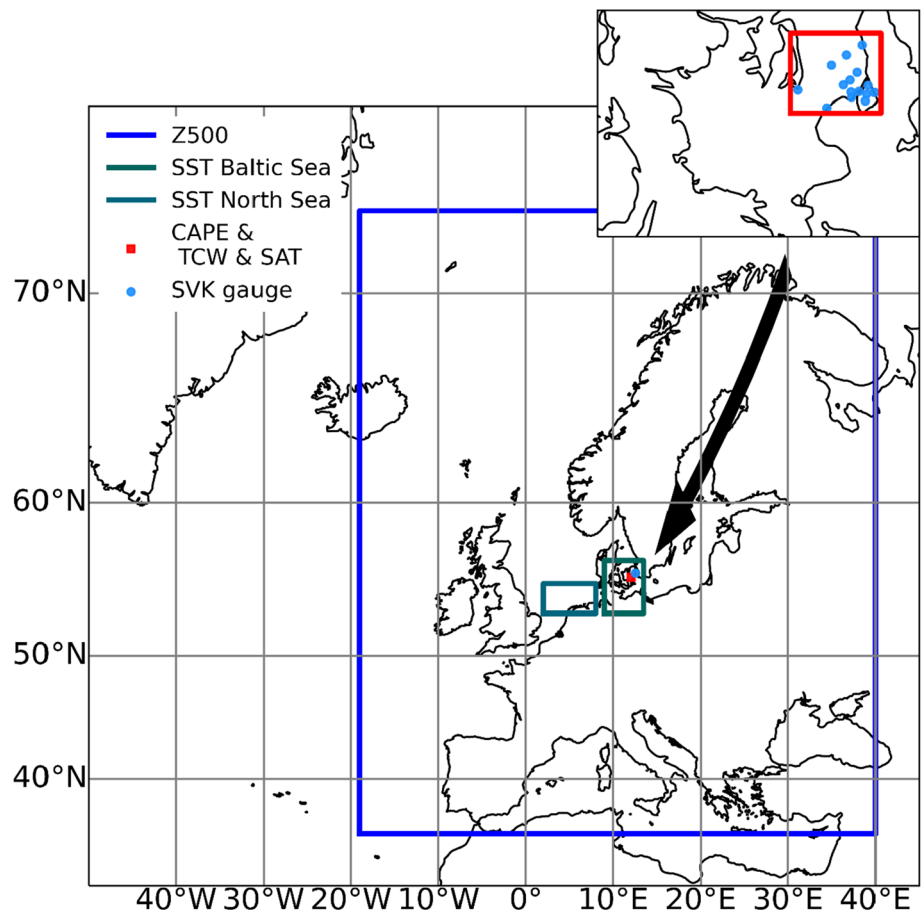 Z500
SST Baltic Sea
SST North Sea
CAPE &
TCW & SAT
SVK gauge
70°N
60°N
50°N
40°N
40°W 30°W 20°W 10°W 0° 10°E 20°E 30°E 40°E